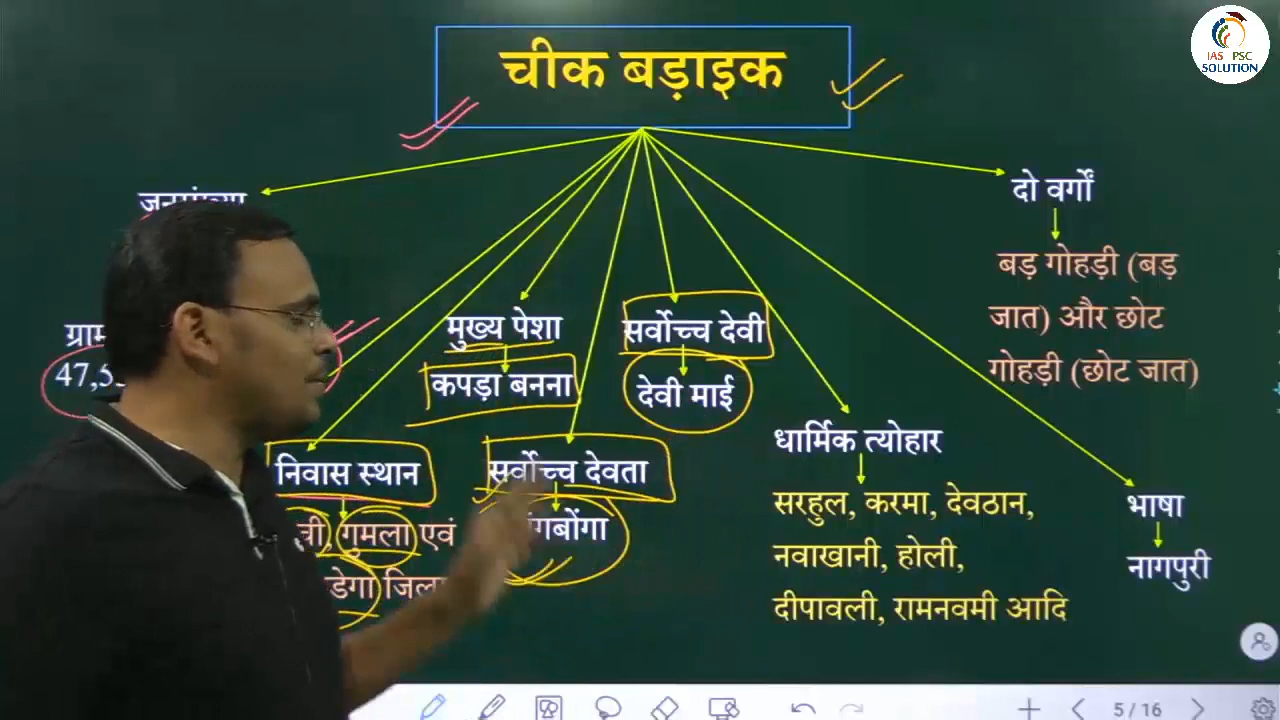 IAS PSC
SOLUTION
चीक बड़ाइक
जनसंख्या
दो वर्गों
बड़ गोहड़ी (बड़
जात) और छोट
गोहड़ी (छोट जात)
मुख्य पेशा
कपड़ा बनना
सर्वोच्च देवी
देवी माई
निवास स्थान
गुमला एवं
सर्वोच्च देवता
धार्मिक त्योहार
सरहुल, करमा, देवठान,
नवाखानी, होली,
दीपावली, रामनवमी आदि
भाषा
नागपुरी
5/16